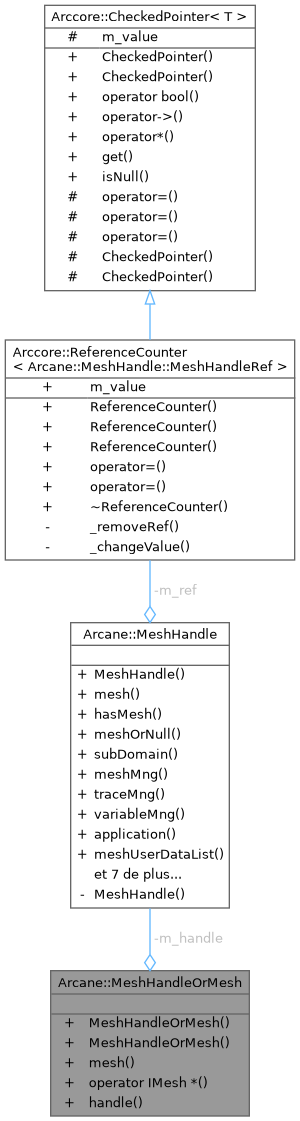 Arccore::CheckedPointer< T >
# m_value
+ CheckedPointer()
+ CheckedPointer()
+ operator bool()
+ operator->()
+ operator*()
+ get()
+ isNull()
# operator=()
# operator=()
# operator=()
# CheckedPointer()
# CheckedPointer()
Arccore::ReferenceCounter
< Arcane::MeshHandle::MeshHandleRef >
+ m_value
+ ReferenceCounter()
+ ReferenceCounter()
+ ReferenceCounter()
+ operator=()
+ operator=()
+ ~ReferenceCounter()
- _removeRef()
- _changeValue()
-m_ref
Arcane::MeshHandle
+ MeshHandle()
+ mesh()
+ hasMesh()
+ meshOrNull()
+ subDomain()
+ meshMng()
+ traceMng()
+ variableMng()
+ application()
+ meshUserDataList()
et 7 de plus...
- MeshHandle()
-m_handle
Arcane::MeshHandleOrMesh
+ MeshHandleOrMesh()
+ MeshHandleOrMesh()
+ mesh()
+ operator IMesh *()
+ handle()